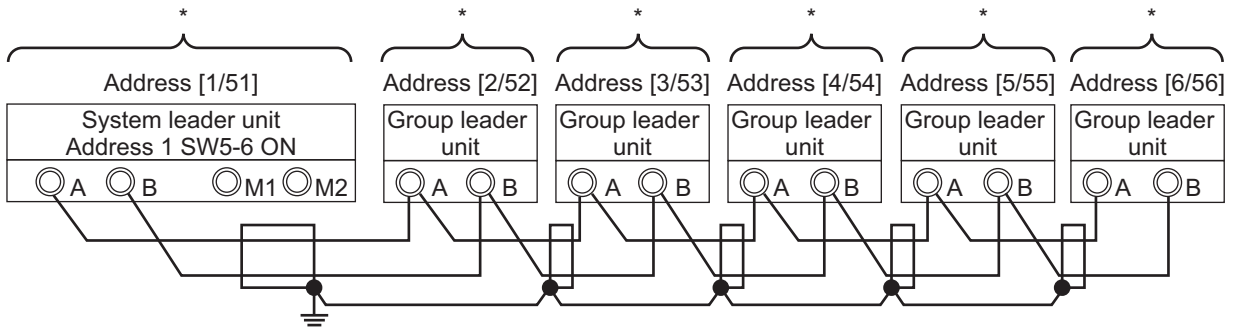 * * * * * *
Address [1/51] Address [2/52] Address [3/53] Address [4/54] Address [5/55] Address [6/56]
System leader unit Group leader Group leader Group leader Group leader Group leader
Address 1 SW5-6 ON unit unit unit unit unit
A B M1 M2 A B A B A B A B A B